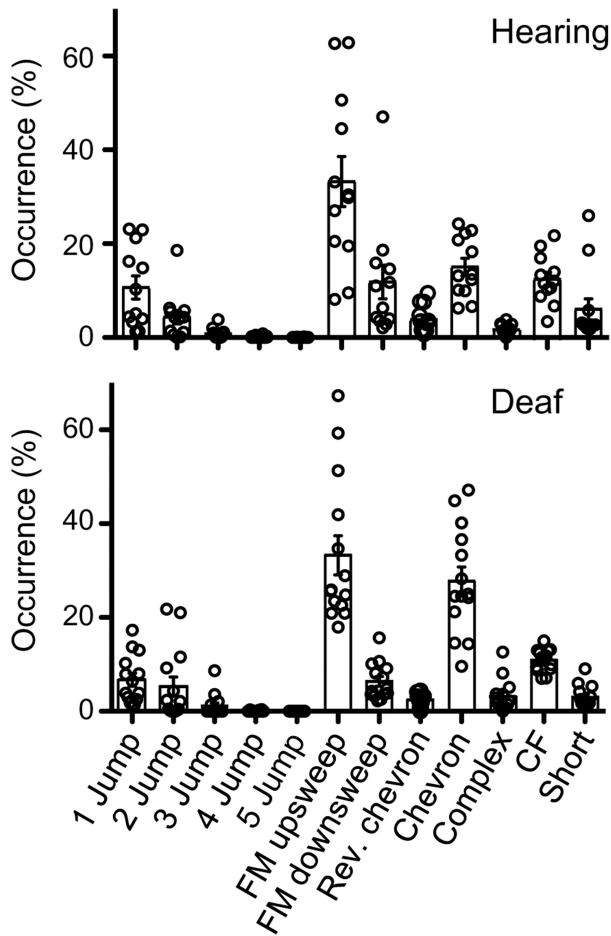 Hearing
Occurrence (%)
60
40
20
0
Deaf
Occurrence (%)
60
40
20
0
1 Jump
2 Jump
3 Jump
4 Jump
5 Jump
FM upsweep
FM downsweep
Rev. chevron
Chevron
Complex
CF
Short